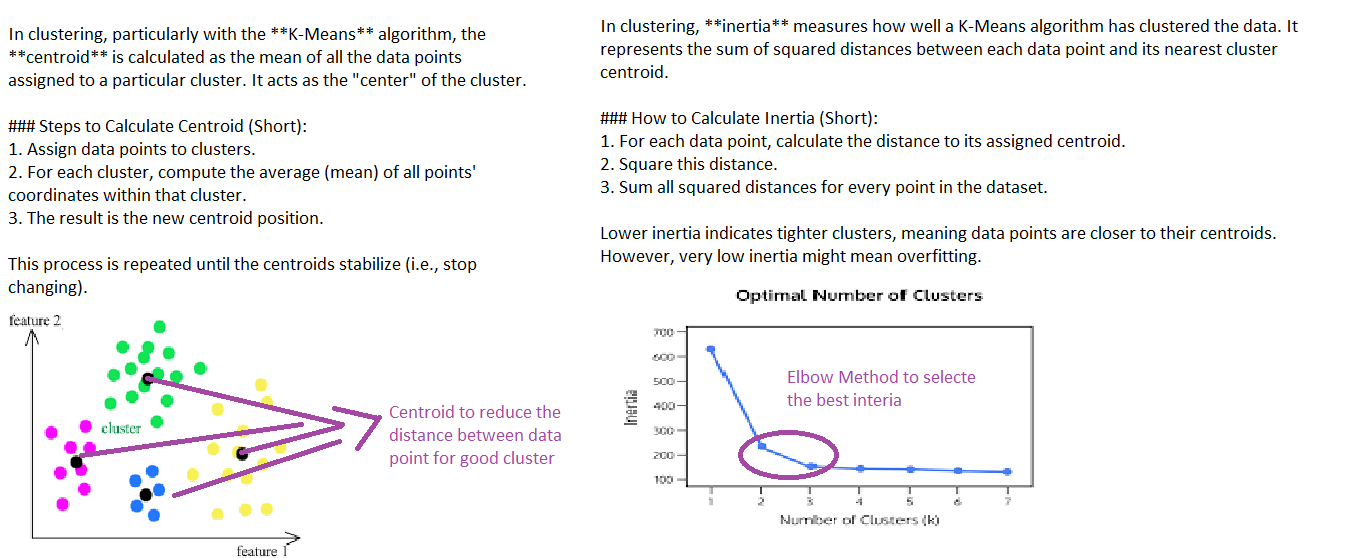 In clustering, particularly with the **K-Means** algorithm, the
**centroid** is calculated as the mean of all the data points
assigned to a particular cluster. It acts as the "center" of the cluster.
### Steps to Calculate Centroid (Short):
1. Assign data points to clusters.
2. For each cluster, compute the average (mean) of all points'
coordinates within that cluster.
3. The result is the new centroid position.
This process is repeated until the centroids stabilize (i.e., stop
changing).
feature 2
cluster
Centroid to reduce the
distance between data
point for good cluster
feature 1
In clustering, **inertia** measures how well a K-Means algorithm has clustered the data. It
represents the sum of squared distances between each data point and its nearest cluster
centroid.
### How to Calculate Inertia (Short):
1. For each data point, calculate the distance to its assigned centroid.
2. Square this distance.
3. Sum all squared distances for every point in the dataset.
Lower inertia indicates tighter clusters, meaning data points are closer to their centroids.
However, very low inertia might mean overfitting.
Optimal Number of Clusters
700
600
500
400
300
200
100
Inertia
Elbow Method to selecte
the best interia
1 2 3 4 5 6 7
Number of Clusters (k)